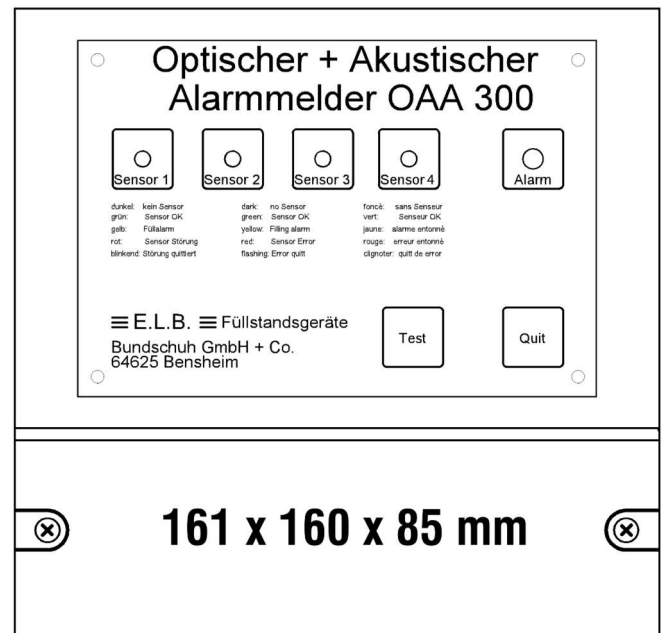 Optischer + Akustischer
Alarmmelder OAA 300
Sensor 1 Sensor 2 Sensor 3 Sensor 4 Alarm
dunkel: kein Sensor
grün: Sensor OK
gelb: Füllalarm
rot: Sensor Störung
blinkend: Störung quittiert
dark: no Sensor
green: Sensor OK
yellow: Filling alarm
red: Sensor Error
flashing: Error quitt
foncè: sans Senseur
vert: Senseur OK
jaune: alarme entonnè
rouge: erreur entonnè
clignoter: quitt de error
E.L.B. Füllstandsgeräte
Bundschuh GmbH + Co.
64625 Bensheim
Test Quit
161 x 160 x 85 mm